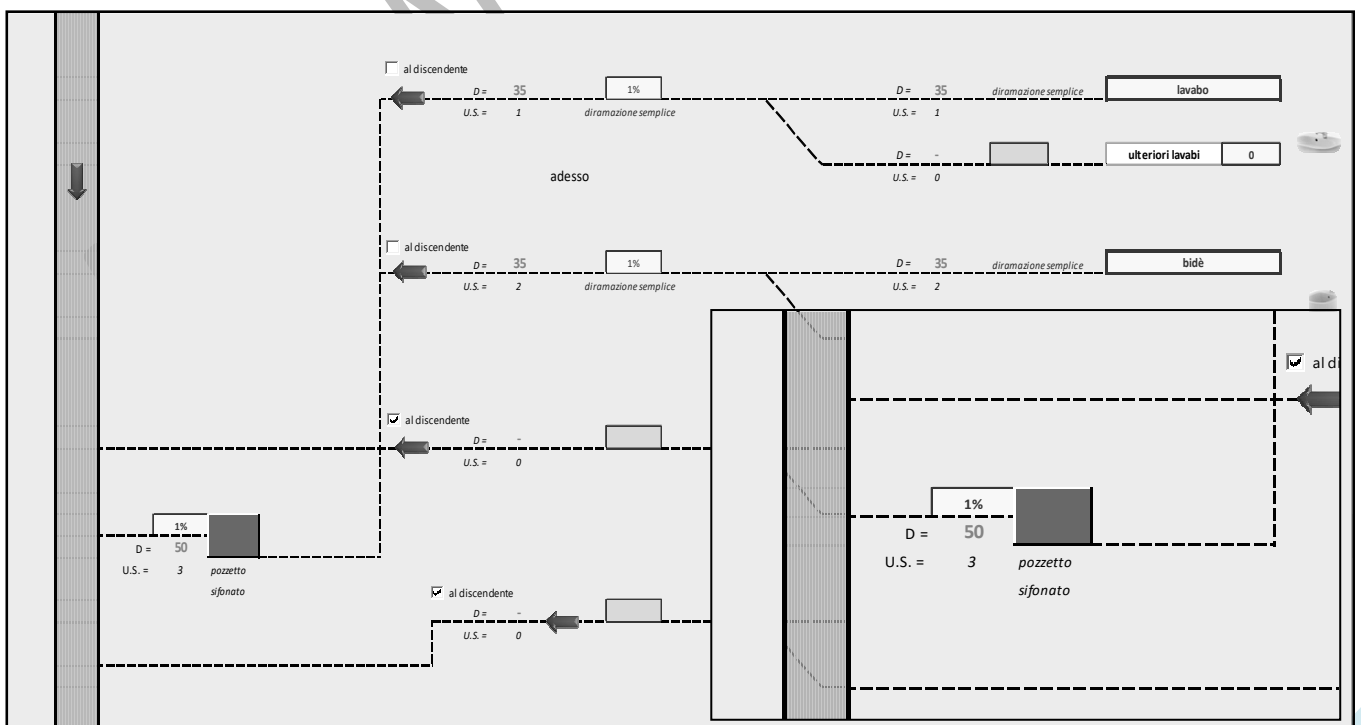 al discendente
D = 35 1% D = 35 diramazione semplice lavabo
U.S. = 1 diramazione semplice U.S. = 1
D = - ulteriori lavabi 0
adesso U.S. = 0
al discendente
D = 35 1% D = 35 diramazione semplice bidè
U.S. = 2 diramazione semplice U.S. = 2
al discendente
D = -
U.S. = 0
1%
D = 50
U.S. = 3 pozzetto
sifonato
al discendente
D = -
U.S. = 0
al di
1%
D = 50
U.S. = 3 pozzetto
sifonato